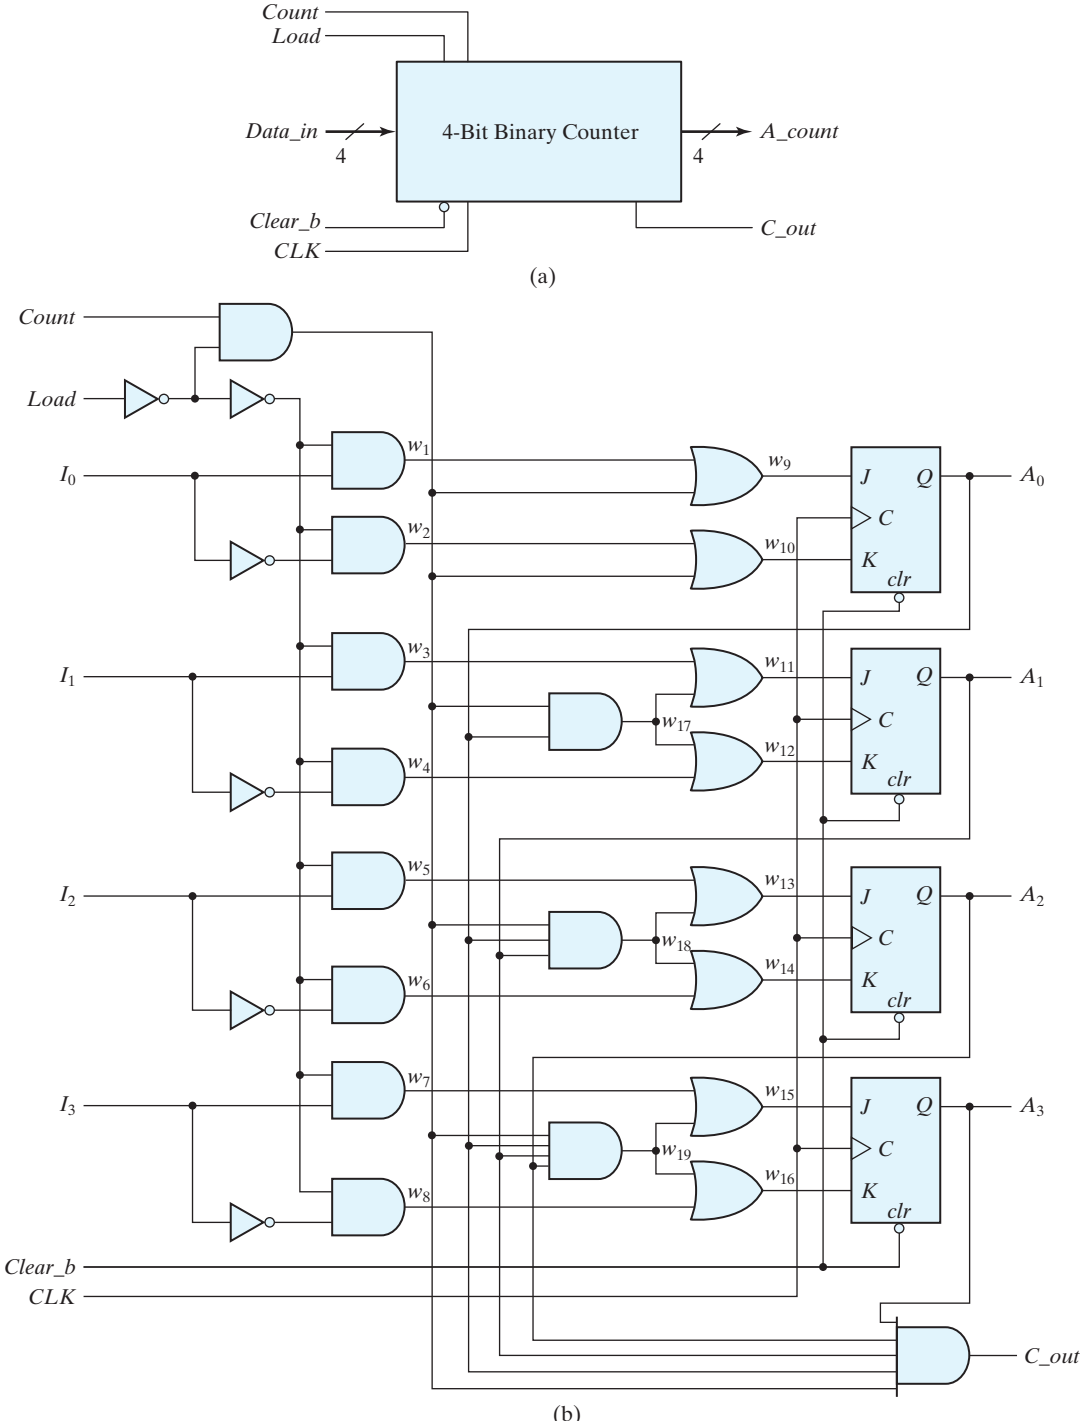 Count
Load
Data_in
4
4-Bit Binary Counter
4
A_count
Clear_b
CLK
C_out
(a)
Count
Load
I0
w1
w9
J
Q
A0
C
w2
w10
K
clr
I1
w3
w11
J
Q
A1
w17
C
w4
w12
K
clr
I2
w5
w13
J
Q
A2
w18
C
w6
w14
K
clr
I3
w7
w15
J
Q
A3
w19
C
w8
w16
K
clr
Clear_b
CLK
C_out
(b)